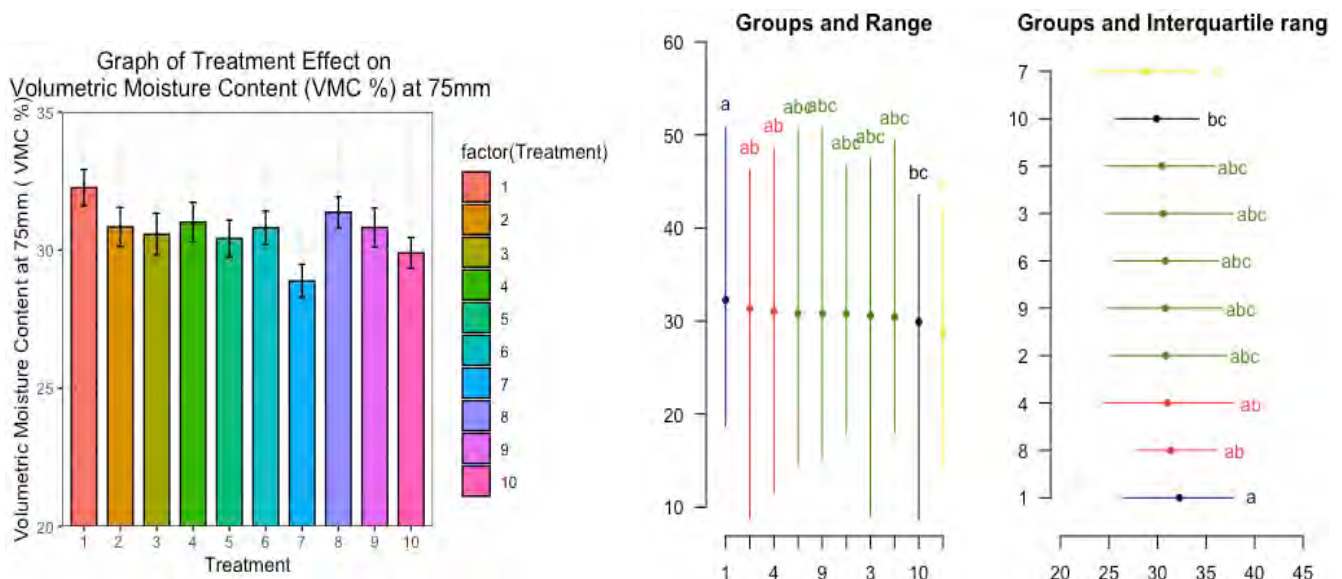 Graph of Treatment Effect on
Volumetric Moisture Content (VMC %) at 75mm
Volumetric Moisture Content at 75mm ( VMC %)
35
30
25
20
1 2 3 4 5 6 7 8 9 10
Treatment
factor(Treatment)
1
2
3
4
5
6
7
8
9
10
Groups and Range
60
50
40
30
20
10
a
ab
ab
abc
abc
abc
abc
abc
bc
1 4 9 3 10
Groups and Interquartile rang
7
10 bc
5 abc
3 abc
6 abc
9 abc
2 abc
4 ab
8 ab
1 a
20 25 30 35 40 45